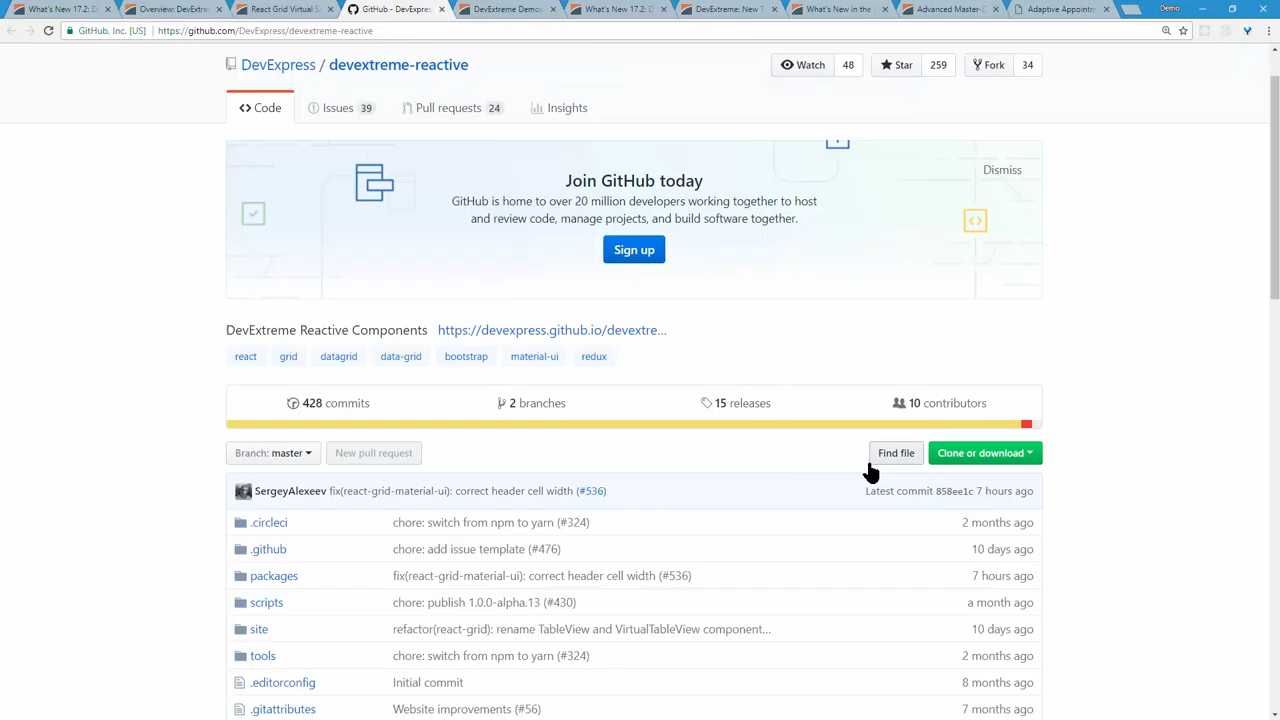 What's New 17.2: D
Overview: DevExtre
React Grid Virtual S
GitHub - DevExpres
DevExtreme Demos
What's New 17.2: D
DevExtreme: New T
What's New in the
Advanced Master-D
Adaptive Appointm
Demo
GitHub, Inc. [US]
https://github.com/DevExpress/devextreme-reactive
DevExpress / devextreme-reactive
Watch 48
Star 259
Fork 34
Code
Issues 39
Pull requests 24
Insights
Join GitHub today
Dismiss
GitHub is home to over 20 million developers working together to host
and review code, manage projects, and build software together.
Sign up
DevExtreme Reactive Components https://devexpress.github.io/devextre...
react grid datagrid data-grid bootstrap material-ui redux
428 commits
2 branches
15 releases
10 contributors
Branch: master
New pull request
Find file
Clone or download
SergeyAlexeev fix(react-grid-material-ui): correct header cell width (#536)
Latest commit 858ee1c 7 hours ago
.circleci chore: switch from npm to yarn (#324) 2 months ago
.github chore: add issue template (#476) 10 days ago
packages fix(react-grid-material-ui): correct header cell width (#536) 7 hours ago
scripts chore: publish 1.0.0-alpha.13 (#430) a month ago
site refactor(react-grid): rename TableView and VirtualTableView component... 10 days ago
tools chore: switch from npm to yarn (#324) 2 months ago
.editorconfig Initial commit 8 months ago
.gitattributes Website improvements (#56) 7 months ago